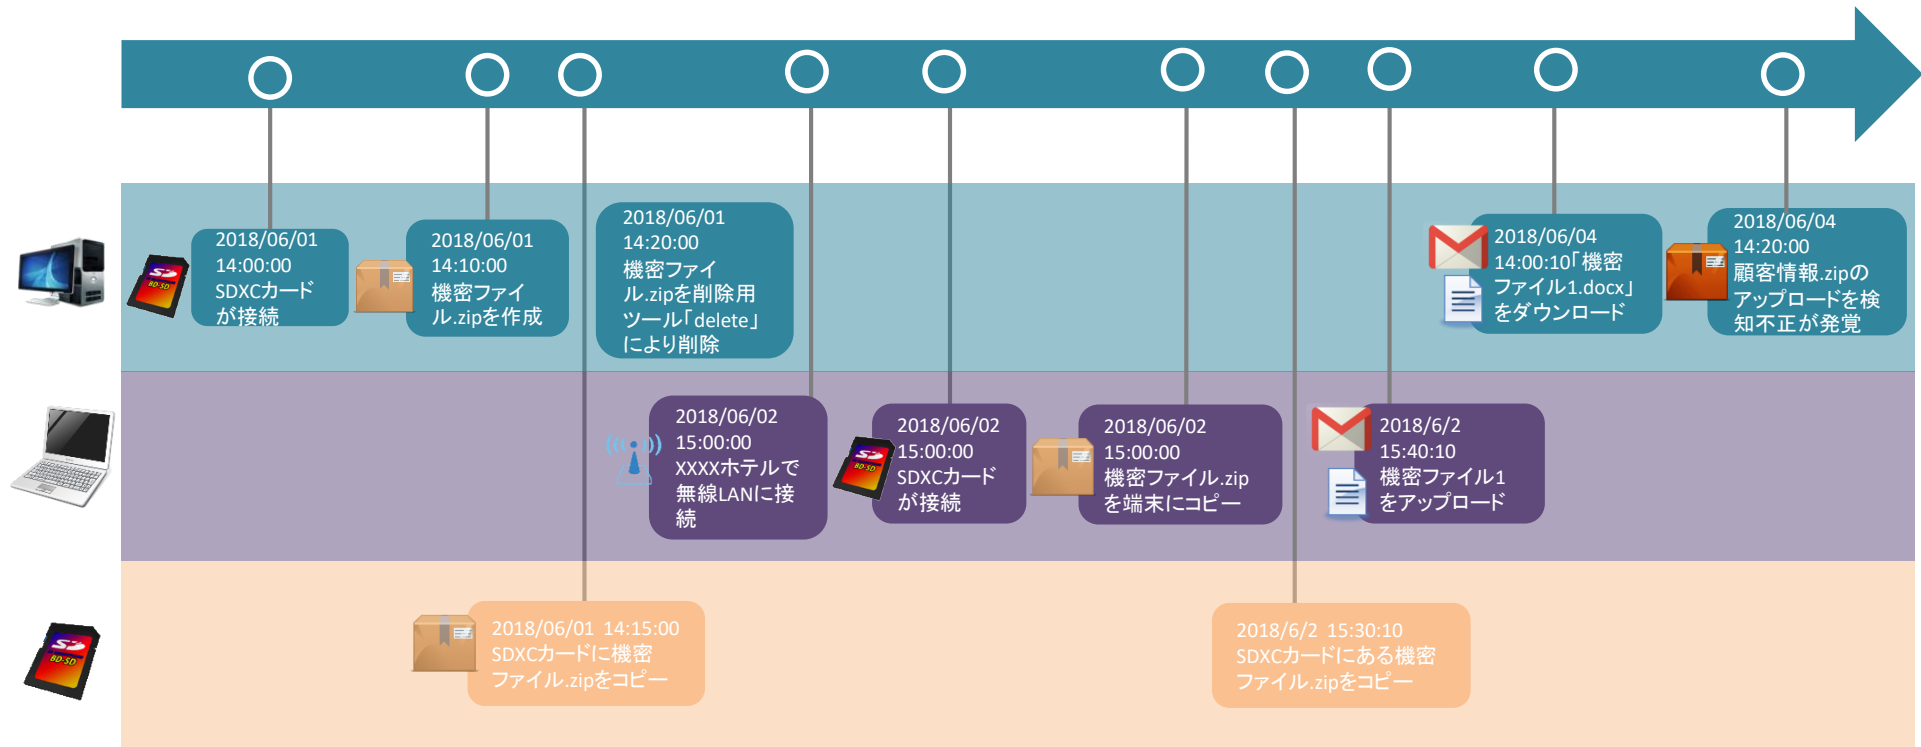 2018/06/01
14:00:00
SDXCカード
が接続
2018/06/01
14:10:00
機密ファイ
ル.zipを作成
2018/06/01
14:20:00
機密ファイ
ル.zipを削除用
ツール「delete」
により削除
2018/06/04
14:00:10「機密
ファイル1.docx」
をダウンロード
2018/06/04
14:20:00
顧客情報.zipの
アップロードを検
知不正が発覚
2018/06/02
15:00:00
XXXXホテルで
無線LANに接
続
2018/06/02
15:00:00
SDXCカード
が接続
2018/06/02
15:00:00
機密ファイル.zip
を端末にコピー
2018/6/2
15:40:10
機密ファイル1
をアップロード
2018/06/01 14:15:00
SDXCカードに機密
ファイル.zipをコピー
2018/6/2 15:30:10
SDXCカードにある機密
ファイル.zipをコピー
SD
BD-SD
SD
BD-SD
SD
BD-SD